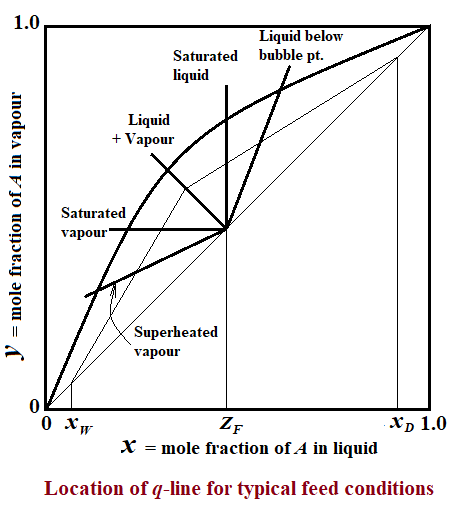 1.0
Liquid below
bubble pt.
Saturated
liquid
Liquid
+ Vapour
Saturated
vapour
Superheated
vapour
y = mole fraction of A in vapour
0
0 x_W z_F x_D 1.0
x = mole fraction of A in liquid
Location of q-line for typical feed conditions